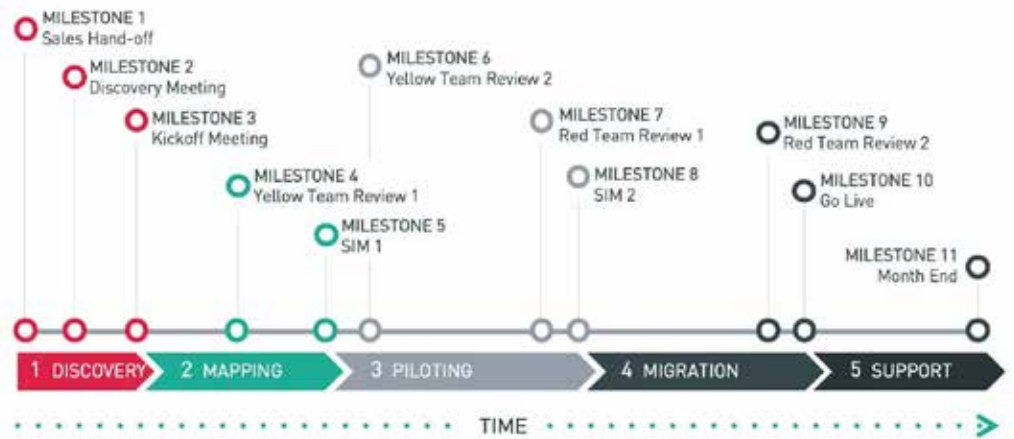 MILESTONE 1
Sales Hand-off
MILESTONE 2
Discovery Meeting
MILESTONE 3
Kickoff Meeting
MILESTONE 4
Yellow Team Review 1
MILESTONE 5
SIM 1
MILESTONE 6
Yellow Team Review 2
MILESTONE 7
Red Team Review 1
MILESTONE 8
SIM 2
MILESTONE 9
Red Team Review 2
MILESTONE 10
Go Live
MILESTONE 11
Month End
1 DISCOVERY
2 MAPPING
3 PILOTING
4 MIGRATION
5 SUPPORT
TIME